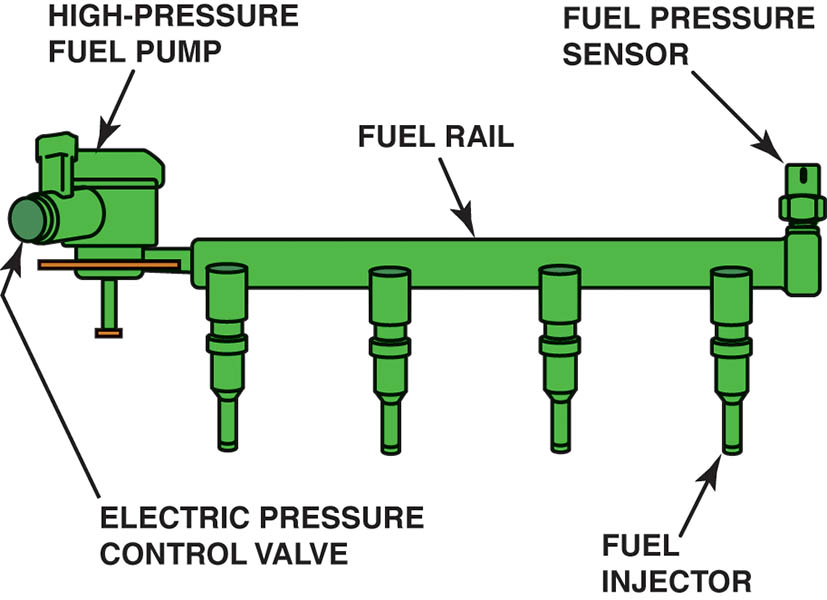 HIGH-PRESSURE
FUEL PUMP
FUEL PRESSURE
SENSOR
FUEL RAIL
ELECTRIC PRESSURE
CONTROL VALVE
FUEL
INJECTOR